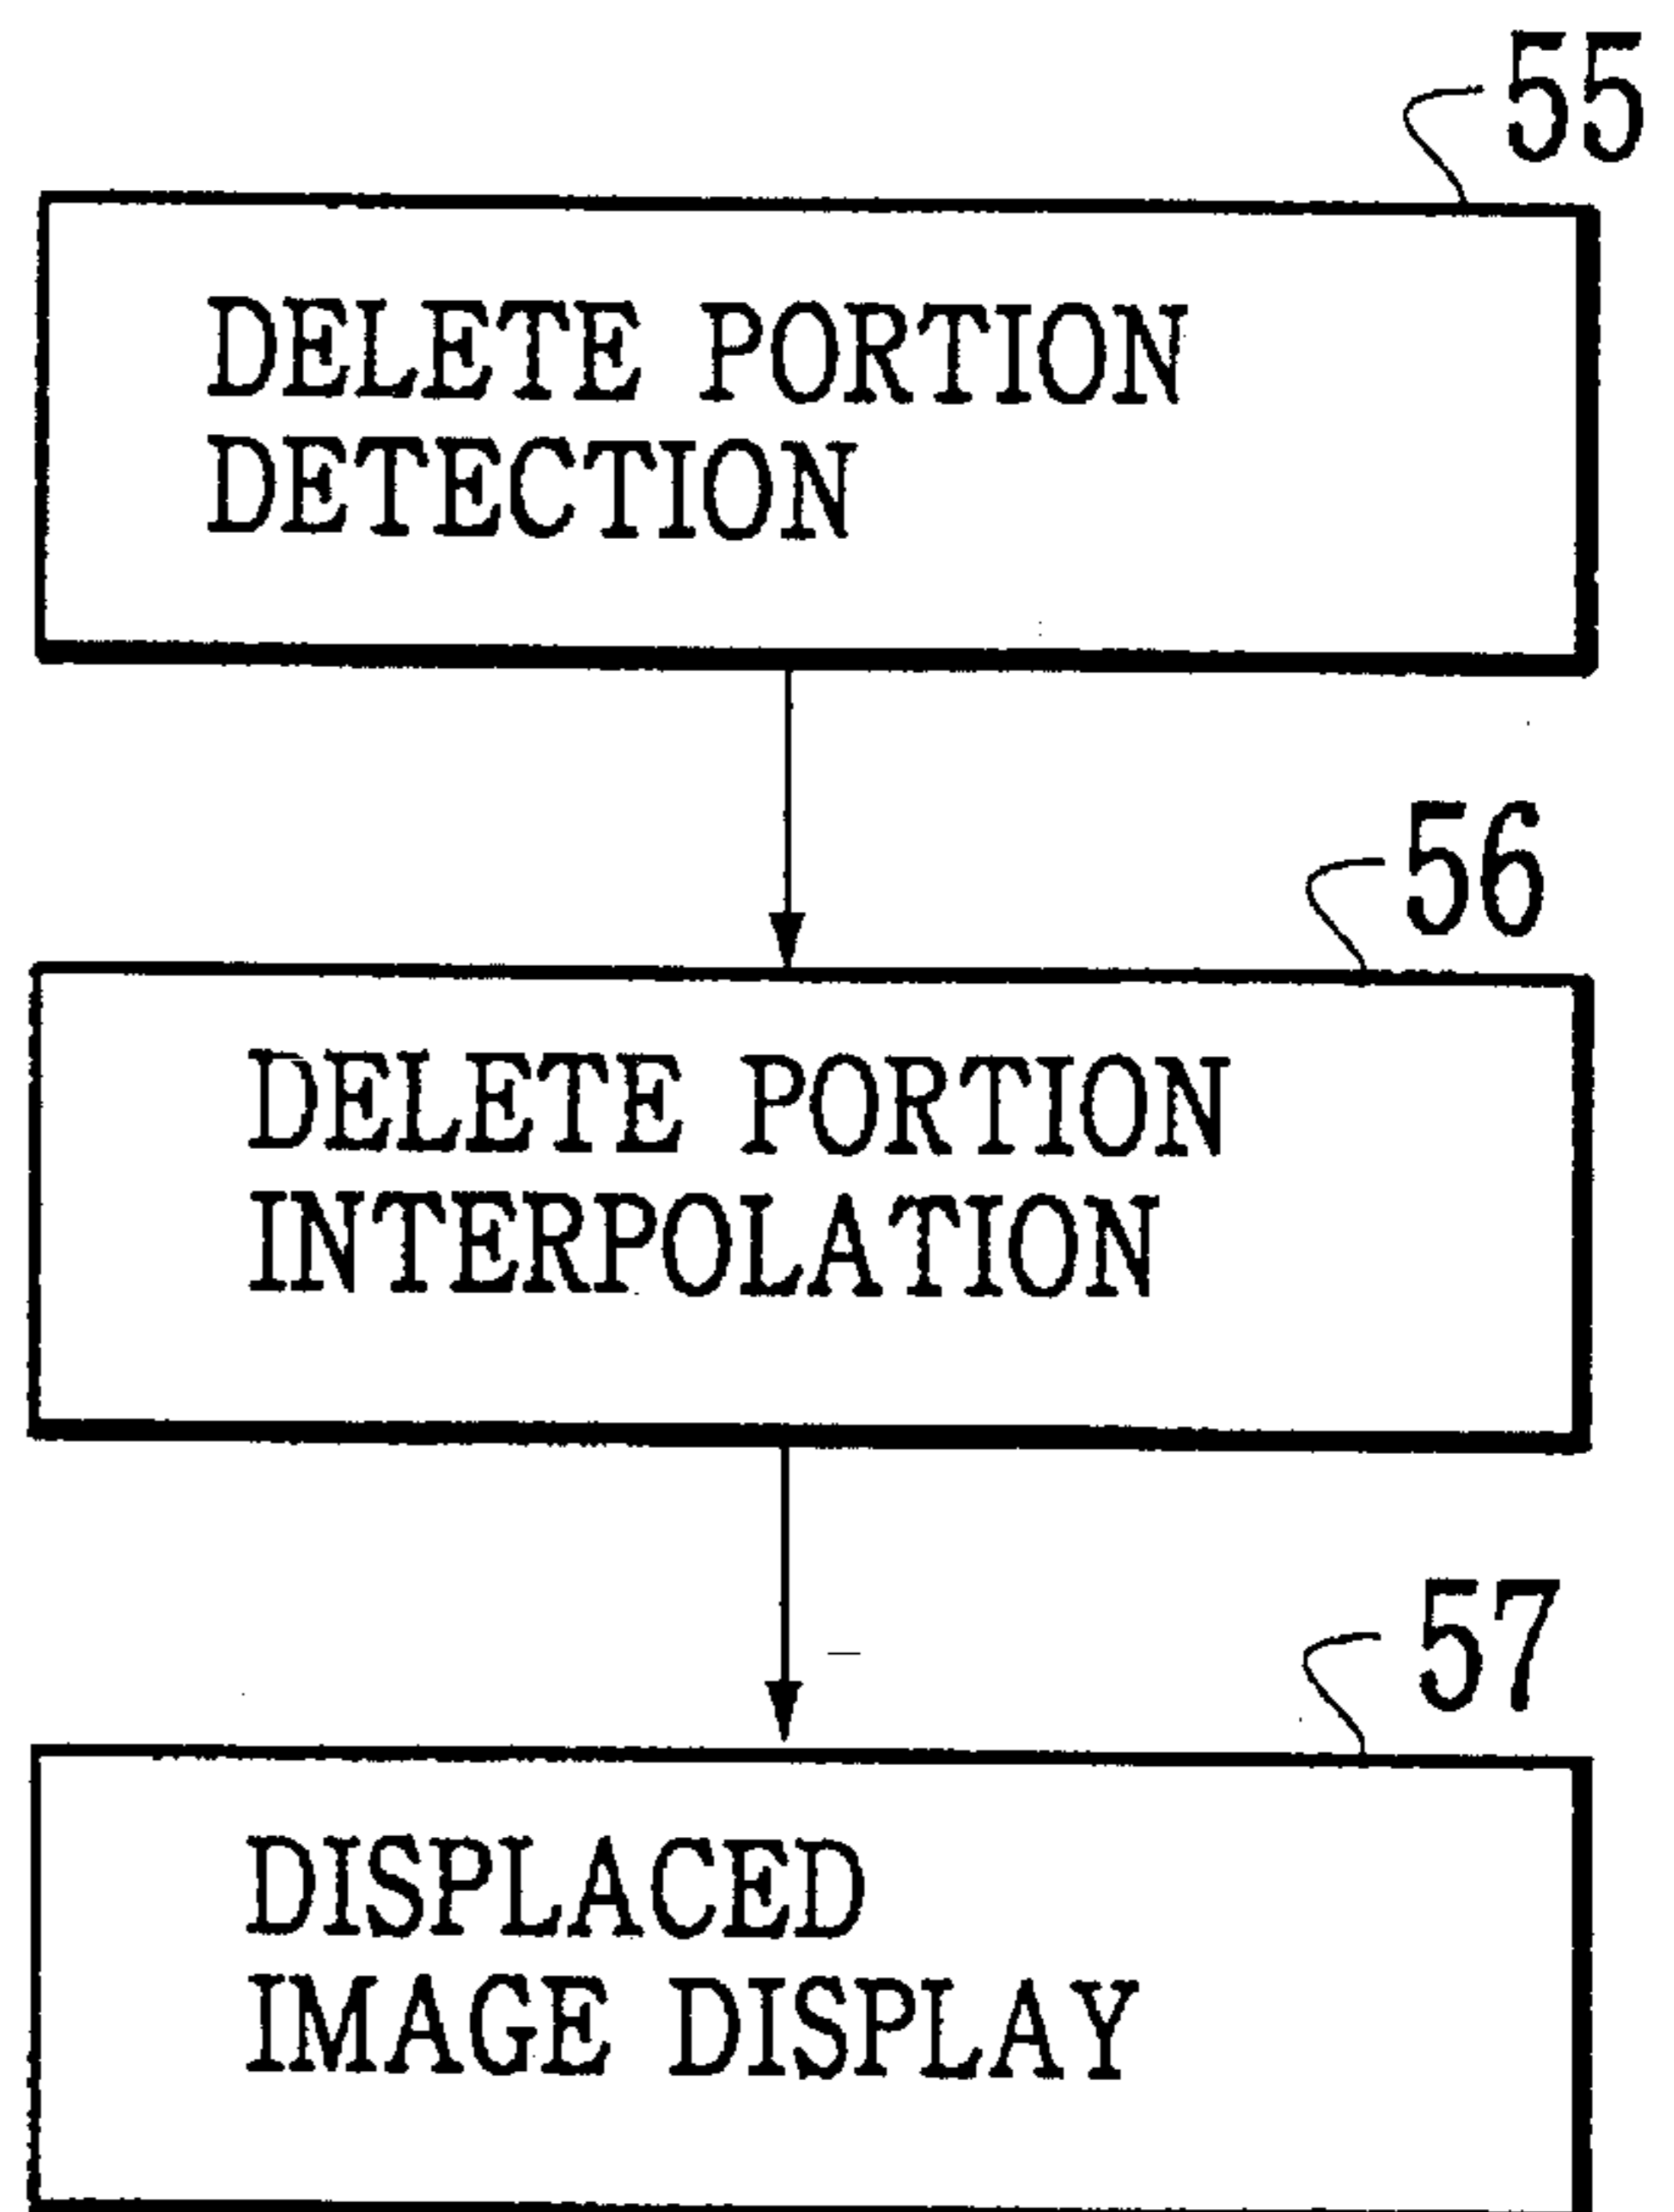 55
DELETE PORTION
DETECTION
56
DELETE PORTION
INTERPOLATION
57
DISPLACED
IMAGE DISPLAY